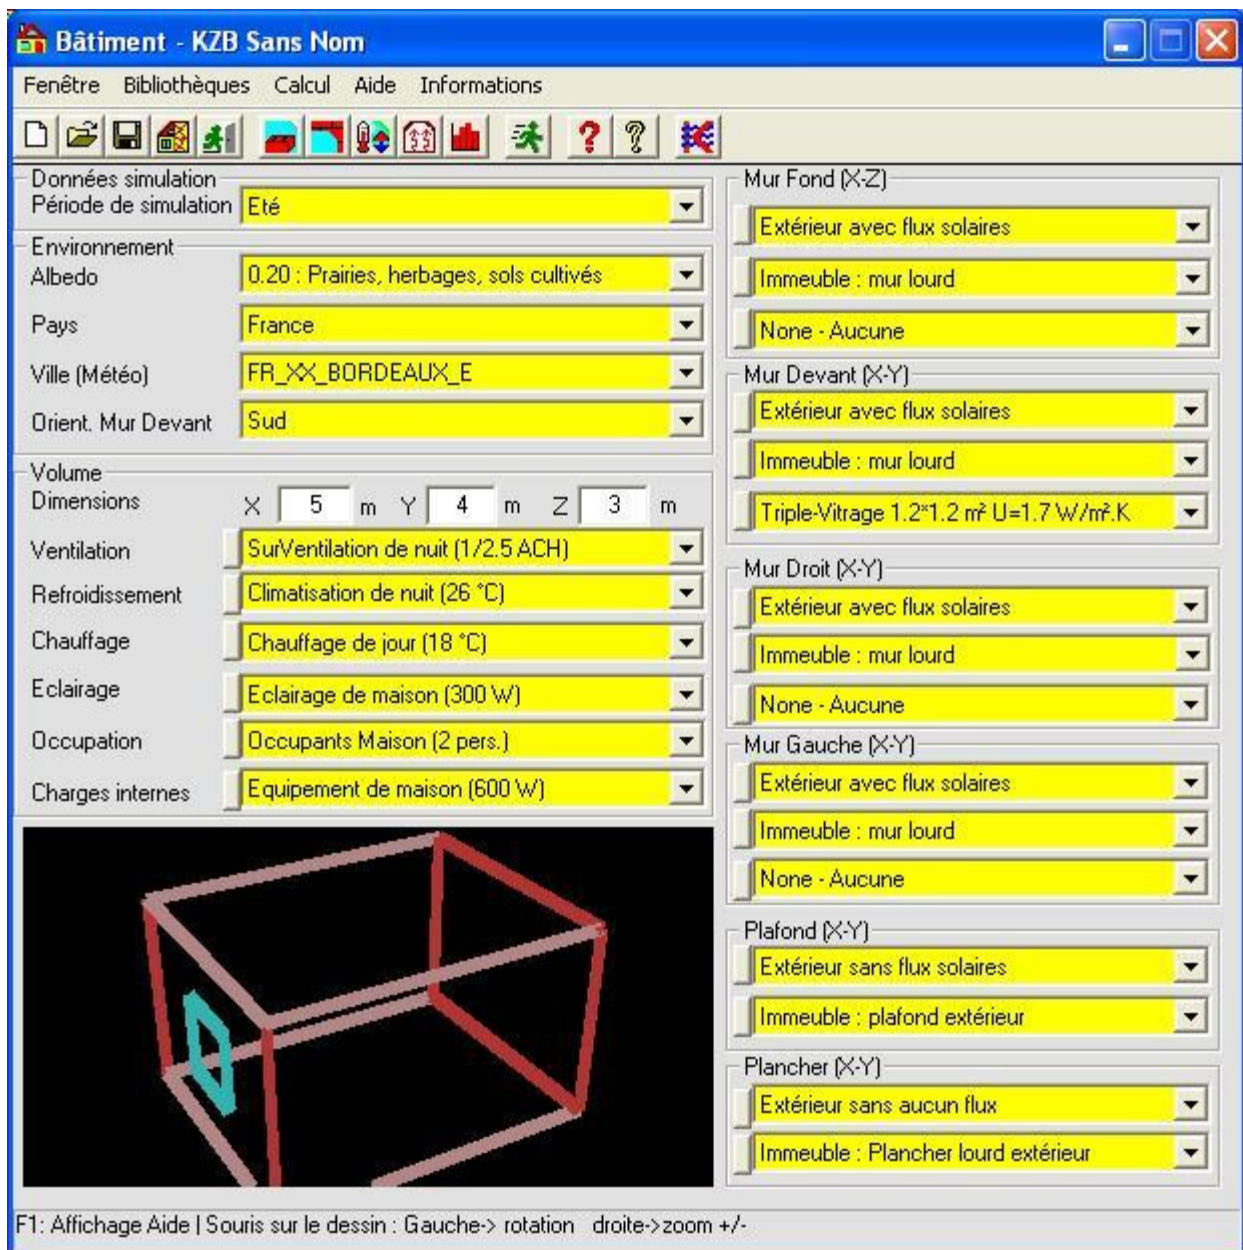 Bâtiment - KZB Sans Nom
Fenêtre Bibliothèques Calcul Aide Informations
Données simulation
Période de simulation Eté
Environnement
Albedo 0.20 : Prairies, herbages, sols cultivés
Pays France
Ville (Météo) FR_XX_BORDEAUX_E
Orient. Mur Devant Sud
Volume
Dimensions X 5 m Y 4 m Z 3 m
Ventilation SurVentilation de nuit (1/2.5 ACH)
Refroidissement Climatisation de nuit (26 °C)
Chauffage Chauffage de jour (18 °C)
Eclairage Eclairage de maison (300 W)
Occupation Occupants Maison (2 pers.)
Charges internes Equipement de maison (600 W)
Mur Fond (X-Z)
Extérieur avec flux solaires
Immeuble : mur lourd
None - Aucune
Mur Devant (X-Y)
Extérieur avec flux solaires
Immeuble : mur lourd
Triple-Vitrage 1.2*1.2 m² U=1.7 W/m².K
Mur Droit (X-Y)
Extérieur avec flux solaires
Immeuble : mur lourd
None - Aucune
Mur Gauche (X-Y)
Extérieur avec flux solaires
Immeuble : mur lourd
None - Aucune
Plafond (X-Y)
Extérieur sans flux solaires
Immeuble : plafond extérieur
Plancher (X-Y)
Extérieur sans aucun flux
Immeuble : Plancher lourd extérieur
F1: Affichage Aide | Souris sur le dessin : Gauche-> rotation droite->zoom +/-